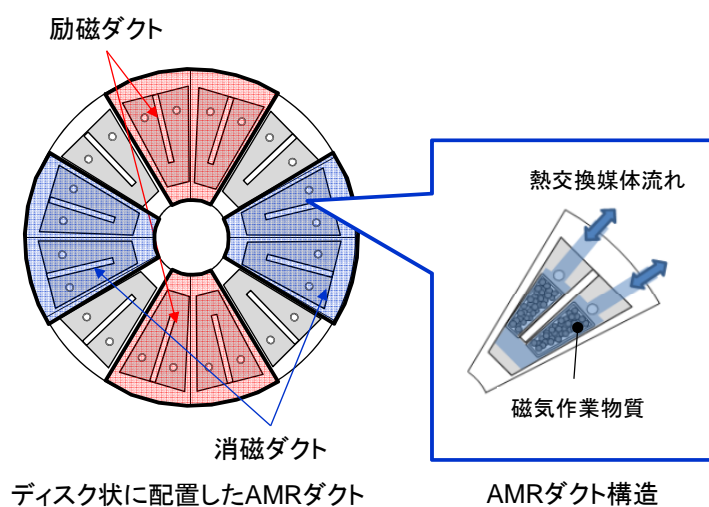 励磁ダクト
熱交換媒体流れ
磁気作業物質
消磁ダクト
ディスク状に配置したAMRダクト
AMRダクト構造